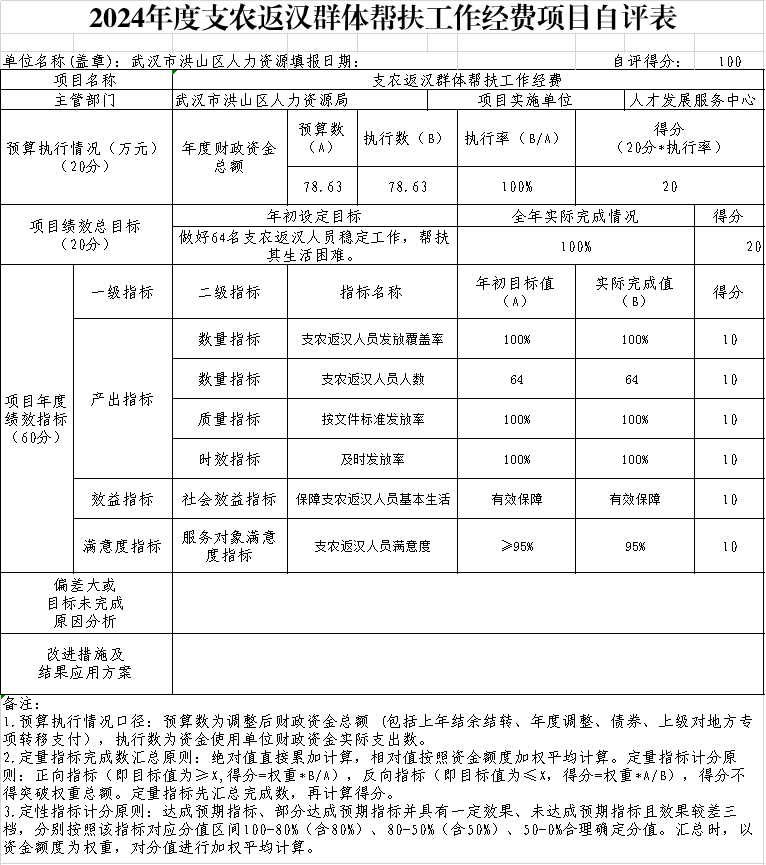 2024年度支农返汉群体帮扶工作经费项目自评表
单位名称(盖章)：武汉市洪山区人力资源填报日期： 自评得分： 100
项目名称 支农返汉群体帮扶工作经费
主管部门 武汉市洪山区人力资源局 项目实施单位 人才发展服务中心
预算执行情况（万元）
（20分）
年度财政资金
总额
预算数
（A）
执行数（B）
执行率（B/A）
得分
（20分*执行率）
78.63 78.63 100% 20
项目绩效总目标
（20分）
年初设定目标 全年实际完成情况 得分
做好64名支农返汉人员稳定工作，帮扶
其生活困难。
100% 20
项目年度
绩效指标
（60分）
一级指标 二级指标 指标名称
年初目标值
（A）
实际完成值
（B）
得分
产出指标
数量指标 支农返汉人员发放覆盖率 100% 100% 10
数量指标 支农返汉人员人数 64 64 10
质量指标 按文件标准发放率 100% 100% 10
时效指标 及时发放率 100% 100% 10
效益指标 社会效益指标 保障支农返汉人员基本生活 有效保障 有效保障 10
满意度指标
服务对象满意
度指标
支农返汉人员满意度 ≥95% 95% 10
偏差大或
目标未完成
原因分析
改进措施及
结果应用方案
备注：
1.预算执行情况口径：预算数为调整后财政资金总额（包括上年结余结转、年度调整、债券、上级对地方专
项转移支付），执行数为资金使用单位财政资金实际支出数。
2.定量指标完成数汇总原则：绝对值直接累加计算，相对值按照资金额度加权平均计算。定量指标计分原
则：正向指标（即目标值为≥X,得分=权重*B/A），反向指标（即目标值为≤X，得分=权重*A/B），得分不
得突破权重总额。定量指标先汇总完成数，再计算得分。
3.定性指标计分原则：达成预期指标、部分达成预期指标并具有一定效果、未达成预期指标且效果较差三
档，分别按照该指标对应分值区间100-80%（含80%）、80-50%（含50%）、50-0%合理确定分值。汇总时，以
资金额度为权重，对分值进行加权平均计算。